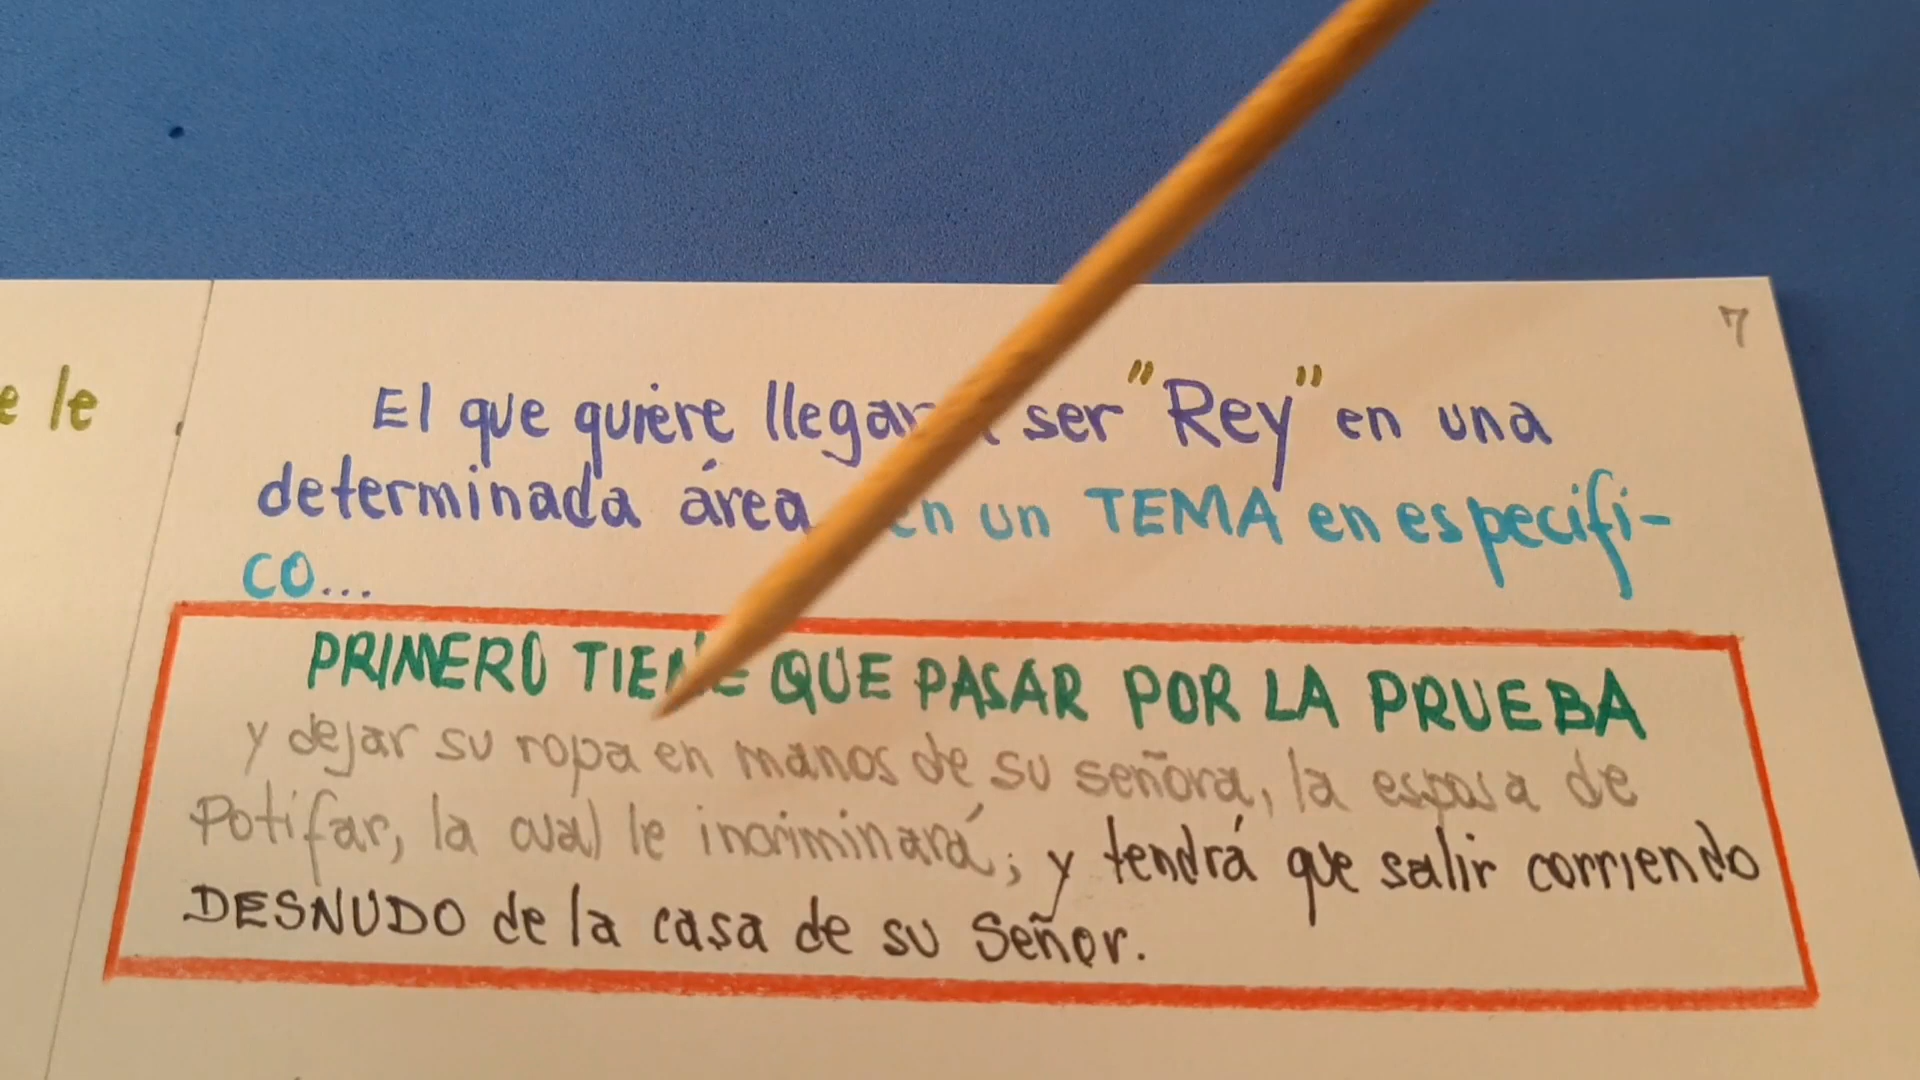 7
e le
El que quiere llegar ser "Rey" en una
determinada área en un TEMA en especifi-
co...
PRIMERO TIENE QUE PASAR POR LA PRUEBA
y dejar su ropa en manos de su señora, la esposa de
Potifar, la cual le incriminará; y tendrá que salir corriendo
DESNUDO de la casa de su Señor.